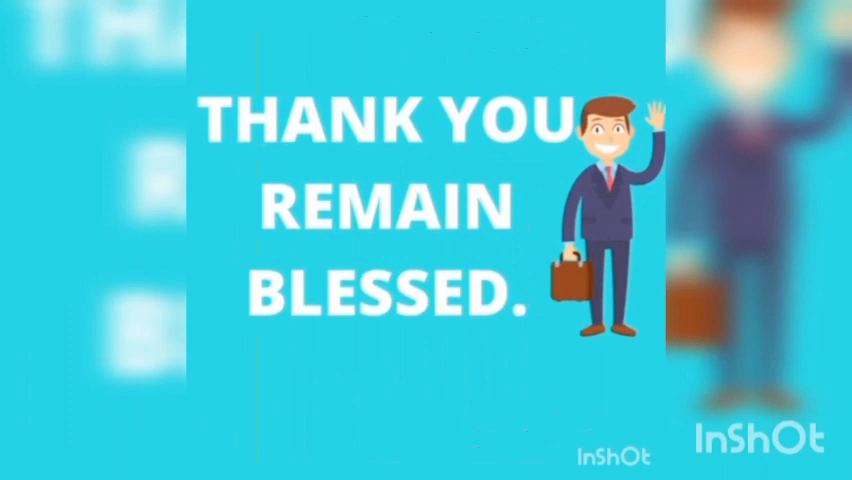 THANK YOU
REMAIN
BLESSED.
InShOt
InShOt